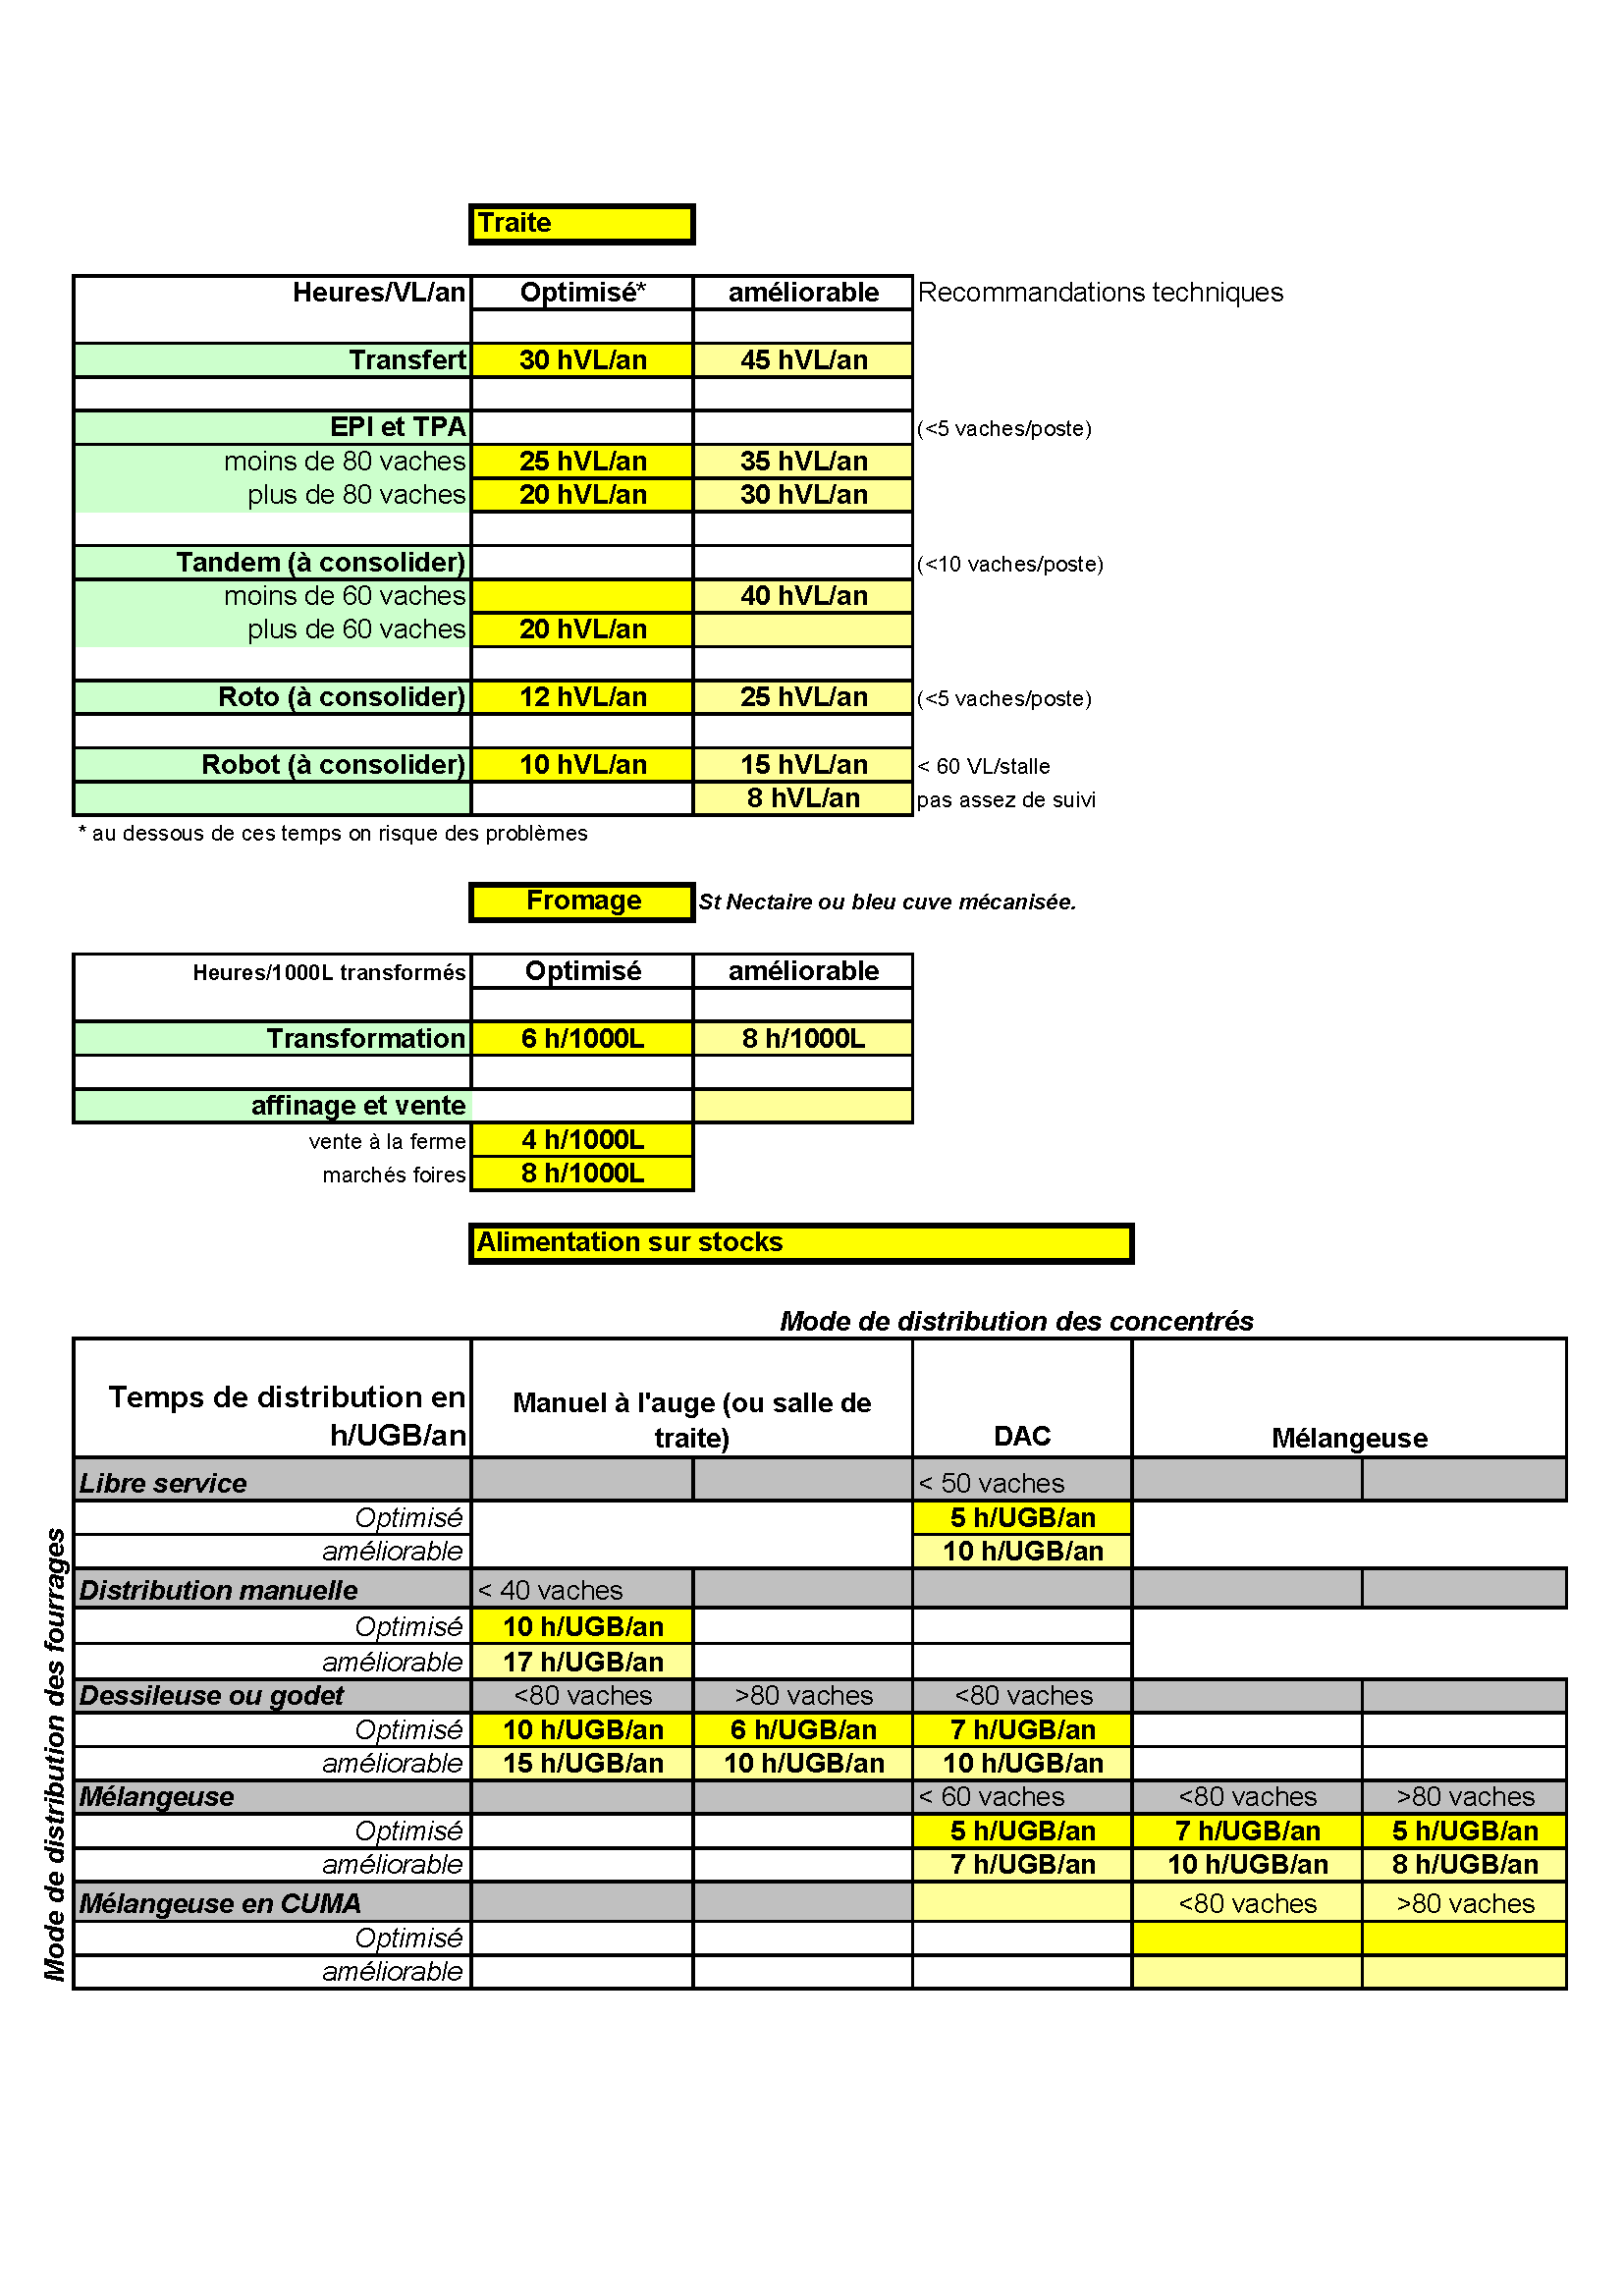 Traite
Heures/VL/an Optimisé* améliorable Recommandations techniques
Transfert 30 hVL/an 45 hVL/an
EPI et TPA (<5 vaches/poste)
moins de 80 vaches 25 hVL/an 35 hVL/an
plus de 80 vaches 20 hVL/an 30 hVL/an
Tandem (à consolider) (<10 vaches/poste)
moins de 60 vaches 40 hVL/an
plus de 60 vaches 20 hVL/an
Roto (à consolider) 12 hVL/an 25 hVL/an (<5 vaches/poste)
Robot (à consolider) 10 hVL/an 15 hVL/an < 60 VL/stalle
8 hVL/an pas assez de suivi
* au dessous de ces temps on risque des problèmes
Fromage St Nectaire ou bleu cuve mécanisée.
Heures/1000L transformés Optimisé améliorable
Transformation 6 h/1000L 8 h/1000L
affinage et vente
vente à la ferme 4 h/1000L
marchés foires 8 h/1000L
Alimentation sur stocks
Mode de distribution des concentrés
Temps de distribution en
h/UGB/an
Manuel à l'auge (ou salle de
traite)
DAC
Mélangeuse
Mode de distribution des fourrages
Libre service < 50 vaches
Optimisé 5 h/UGB/an
améliorable 10 h/UGB/an
Distribution manuelle < 40 vaches
Optimisé 10 h/UGB/an
améliorable 17 h/UGB/an
Dessileuse ou godet <80 vaches >80 vaches <80 vaches
Optimisé 10 h/UGB/an 6 h/UGB/an 7 h/UGB/an
améliorable 15 h/UGB/an 10 h/UGB/an 10 h/UGB/an
Mélangeuse < 60 vaches <80 vaches >80 vaches
Optimisé 5 h/UGB/an 7 h/UGB/an 5 h/UGB/an
améliorable 7 h/UGB/an 10 h/UGB/an 8 h/UGB/an
Mélangeuse en CUMA <80 vaches >80 vaches
Optimisé
améliorable